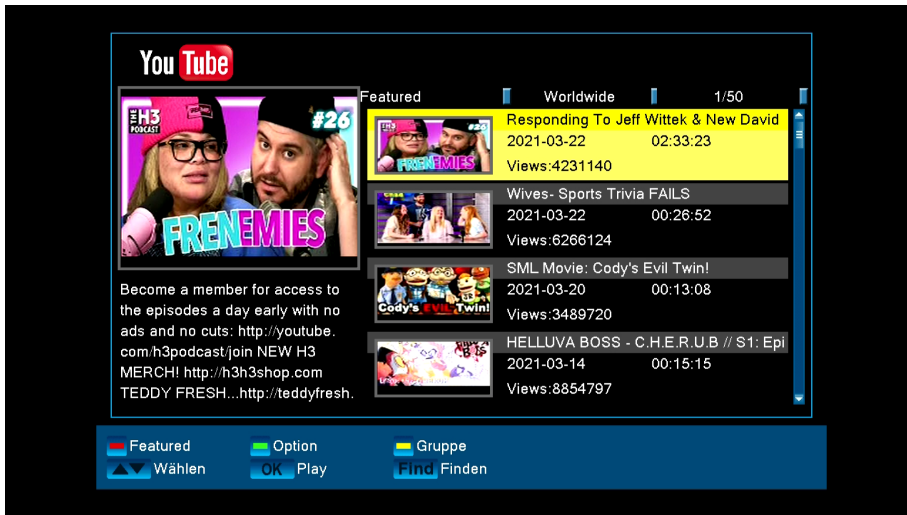 YouTube
Featured
Worldwide
1/50
THE H3 PODCAST
#26
FRENEMIES
Become a member for access to
the episodes a day early with no
ads and no cuts: http://youtube.
com/h3podcast/join NEW H3
MERCH! http://h3h3shop.com
TEDDY FRESH...http://teddyfresh.
H3
#26
FRENEMIES
Responding To Jeff Wittek & New David
2021-03-22 02:33:23
Views:4231140
Wives- Sports Trivia FAILS
2021-03-22 00:26:52
Views:6266124
Cody's EVIL Twin!
SML Movie: Cody's Evil Twin!
2021-03-20 00:13:08
Views:3489720
HELLUVA BOSS - C.H.E.R.U.B // S1: Epi
2021-03-14 00:15:15
Views:8854797
Featured Option Gruppe
Wählen OK Play Find Finden